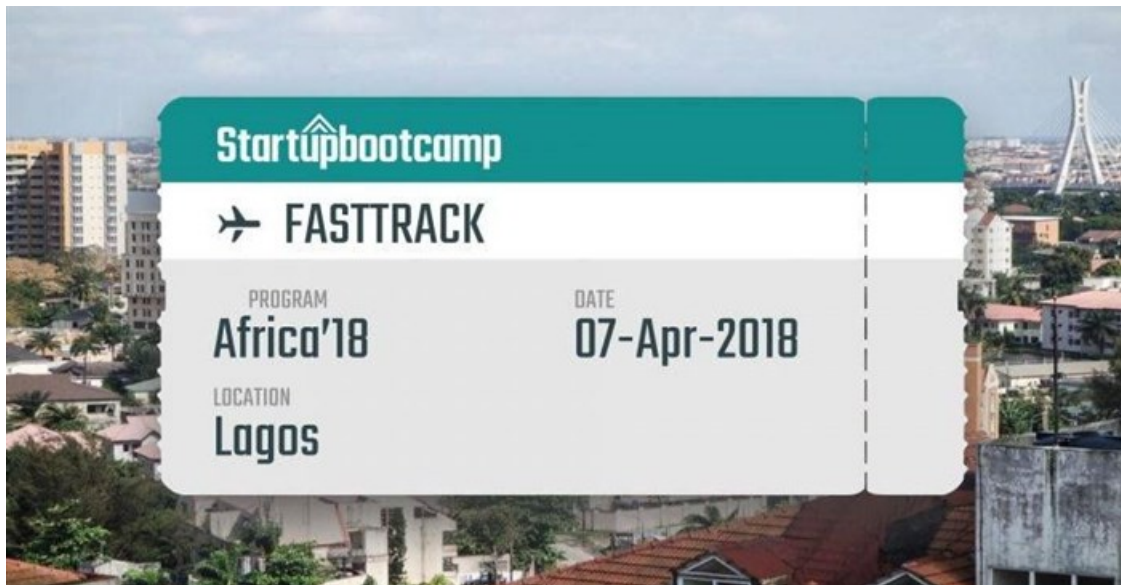 Startupbootcamp
FASTTRACK
PROGRAM
Africa'18
DATE
07-Apr-2018
LOCATION
Lagos